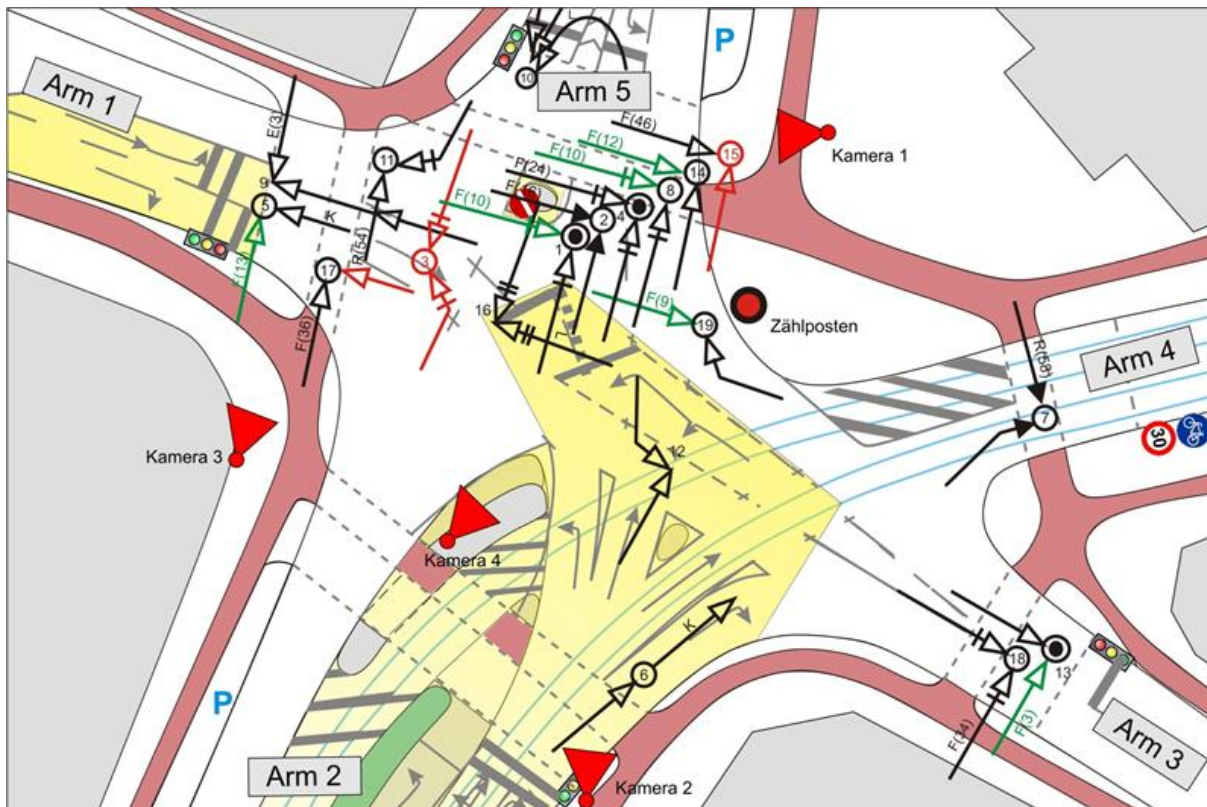 Arm 1
Arm 5
P
Kamera 1
E(3)
9
5
K
F(13)
17
F(36)
R(54)
11
10
3
F(10)
F(24)
F(10)
F(12)
F(46)
15
14
8
4
2
1
16
L
F(9)
19
Zählposten
R(58)
7
Arm 4
30
Kamera 3
12
Kamera 4
K
6
18
13
F(34)
F(3)
P
Arm 2
Kamera 2
Arm 3